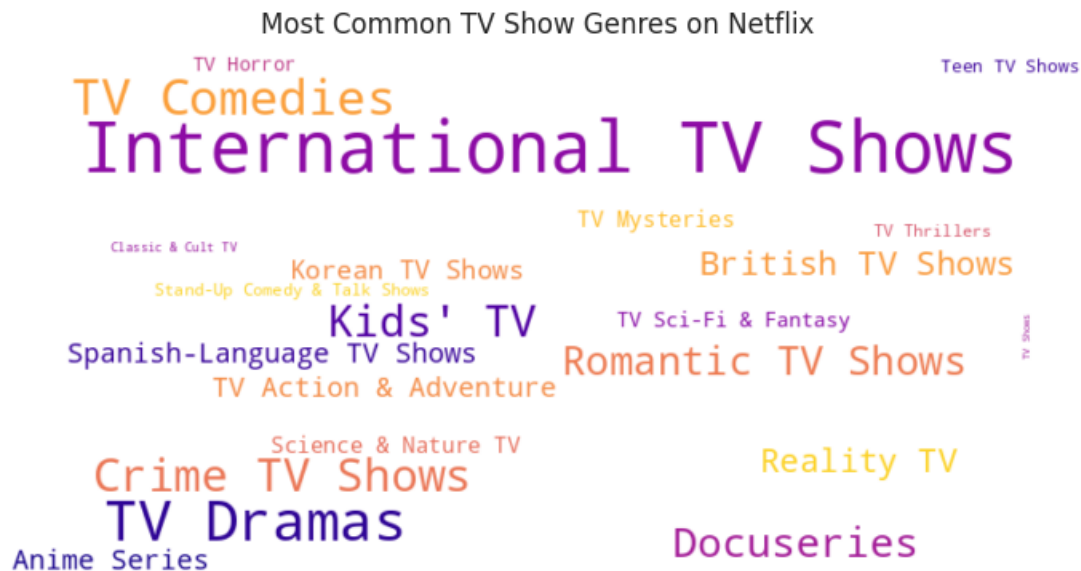 Most Common TV Show Genres on Netflix
TV Horror
Teen TV Shows
TV Comedies
International TV Shows
TV Mysteries
TV Thrillers
Classic & Cult TV
British TV Shows
Korean TV Shows
Stand-Up Comedy & Talk Shows
Kids' TV
TV Sci-Fi & Fantasy
TV Shows
Spanish-Language TV Shows
Romantic TV Shows
TV Action & Adventure
Science & Nature TV
Reality TV
Crime TV Shows
TV Dramas
Docuseries
Anime Series